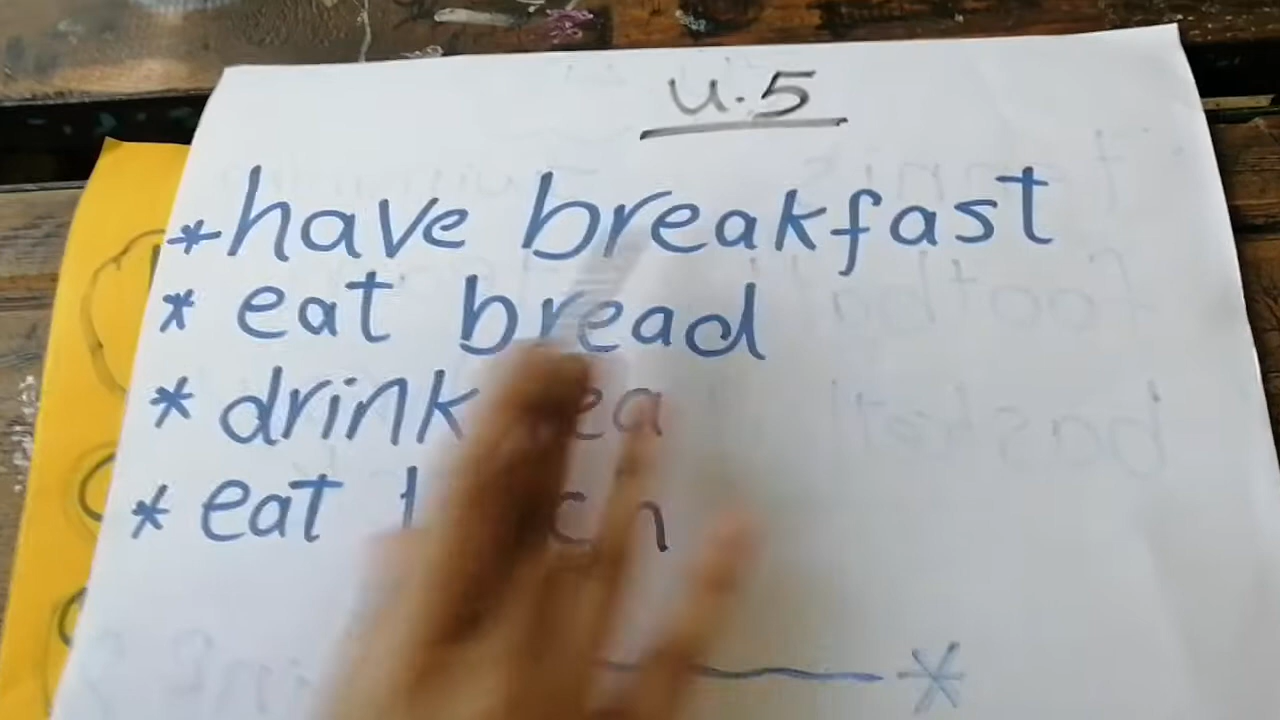 U.5
*have breakfast
* eat bread
* drink
* eat